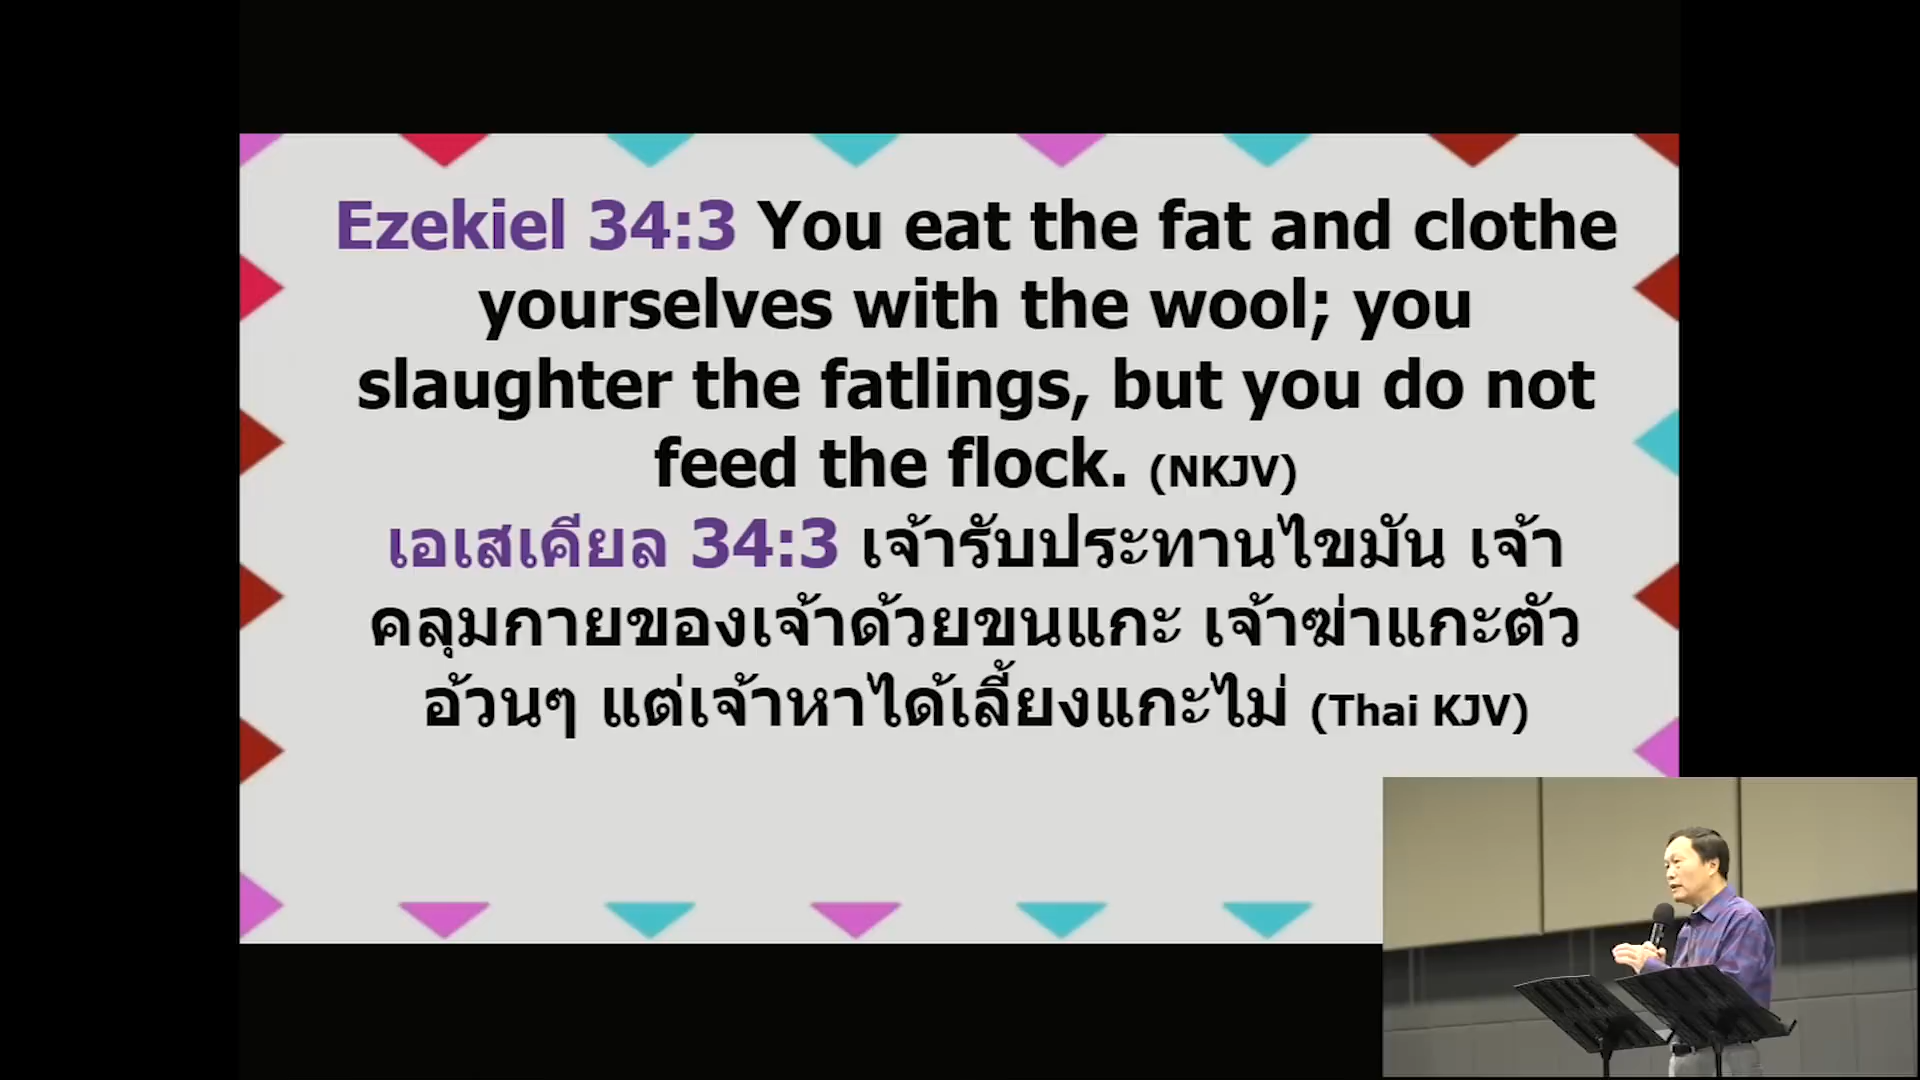 Ezekiel 34:3 You eat the fat and clothe
yourselves with the wool; you
slaughter the fatlings, but you do not
feed the flock. (NKJV)
เอเสเคียล 34:3 เจ้ารับประทานไขมัน เจ้า
คลุมกายของเจ้าด้วยขนแกะ เจ้าฆ่าแกะตัว
อ้วนๆ แต่เจ้าหาได้เลี้ยงแกะไม่ (Thai KJV)